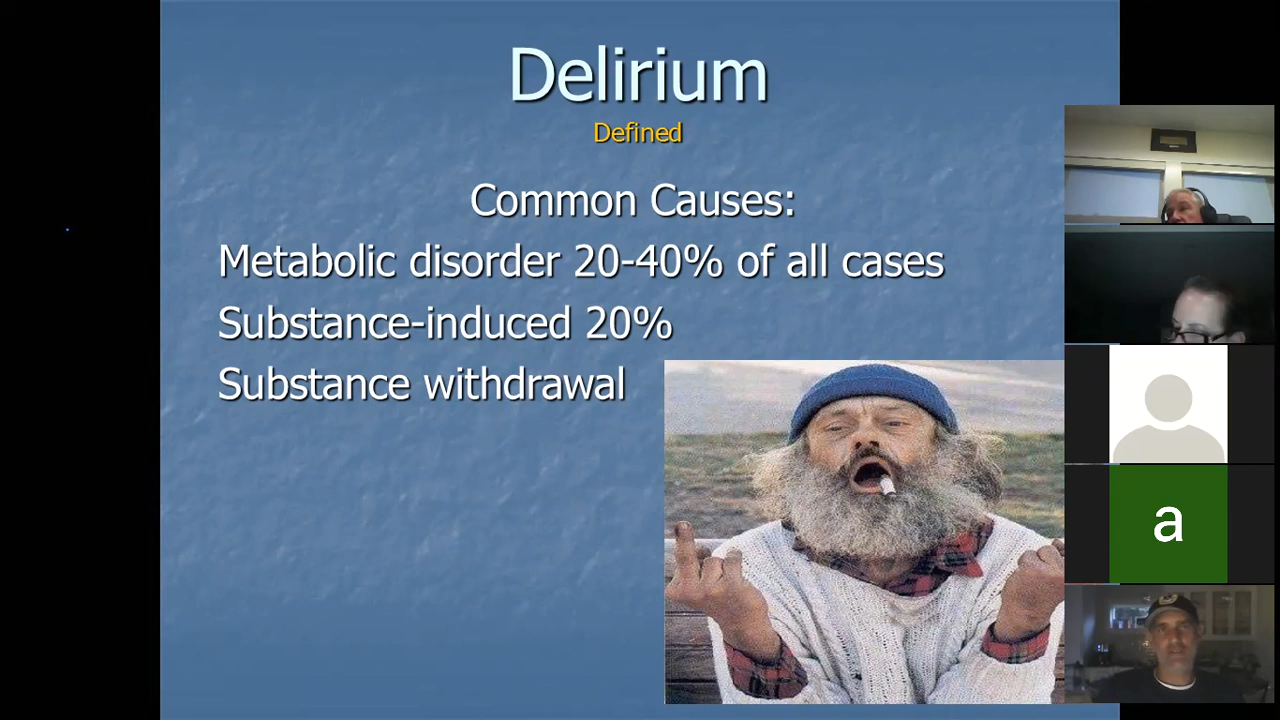 Delirium
Defined
Common Causes:
Metabolic disorder 20-40% of all cases
Substance-induced 20%
Substance withdrawal
a